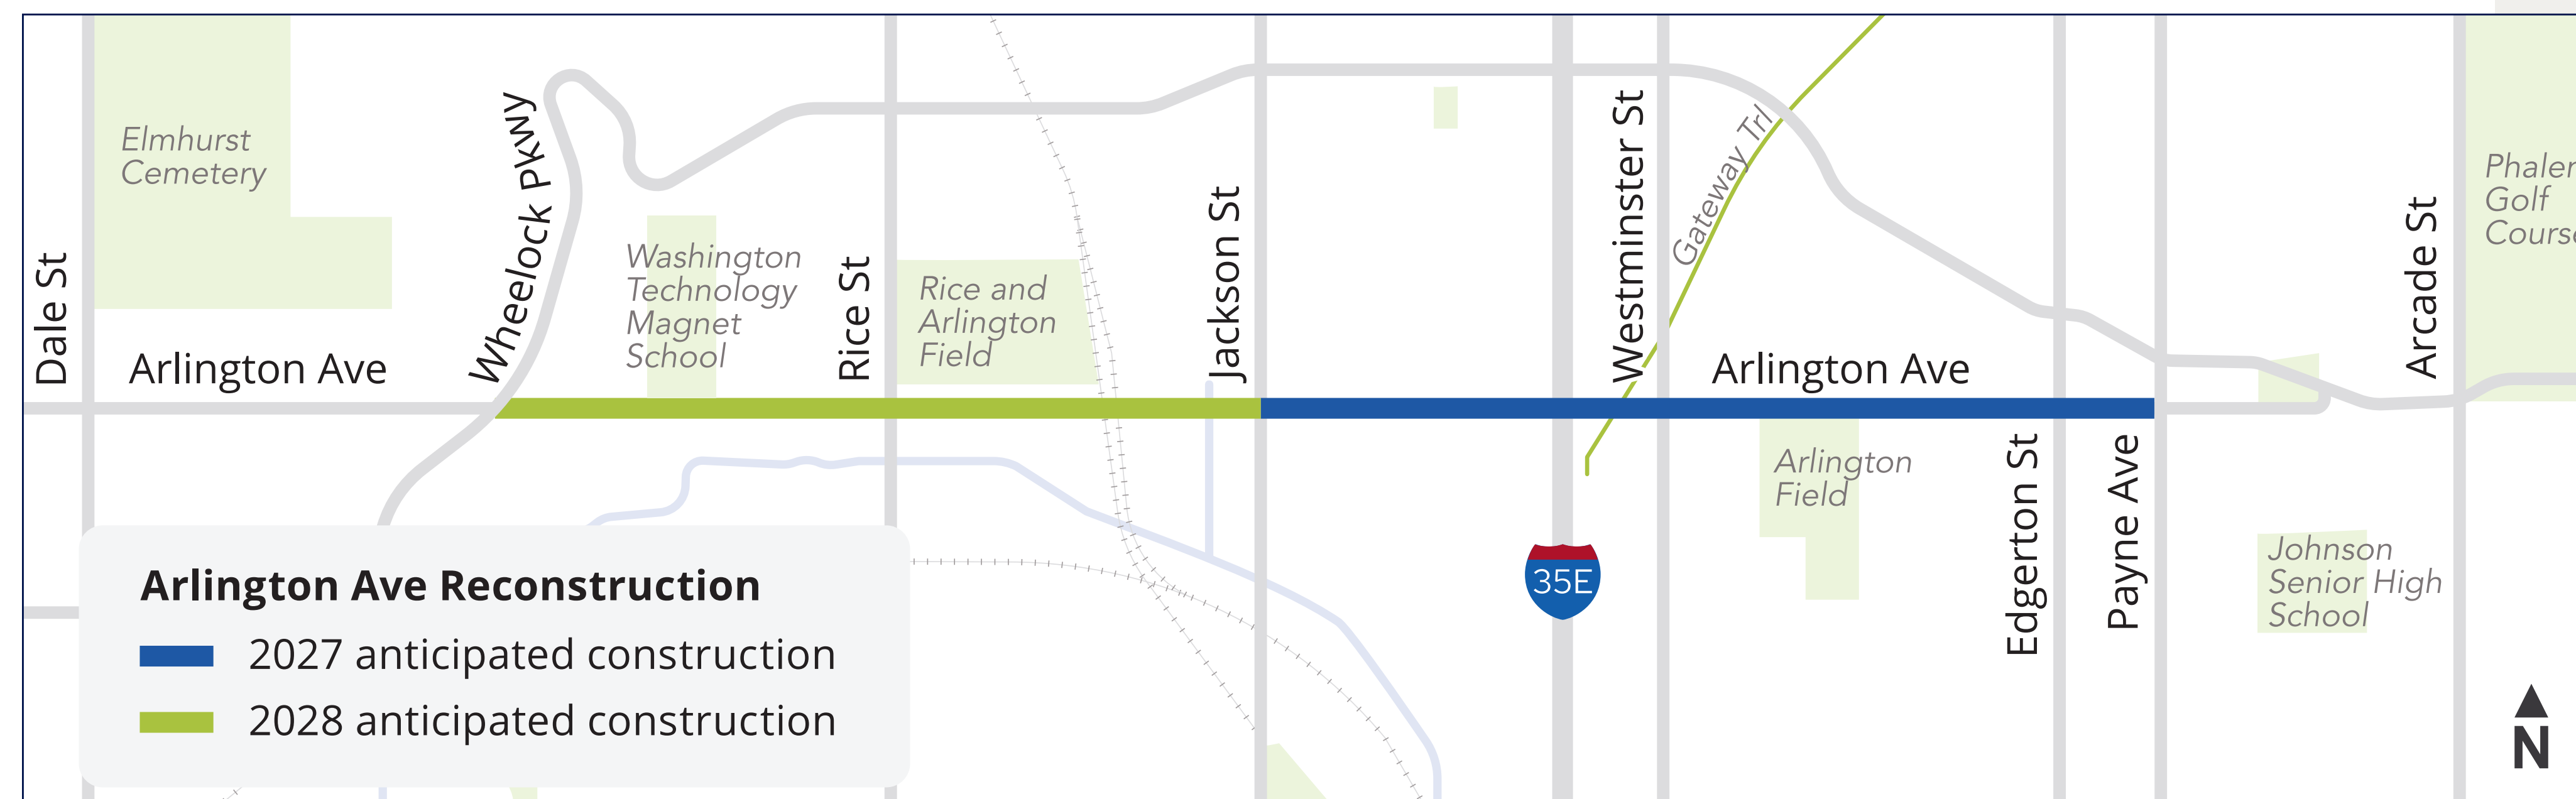 Elmhurst
Cemetery
Dale St
Arlington Ave
Wheelock Pkwy
Washington
Technology
Magnet
School
Rice St
Rice and
Arlington
Field
Jackson St
Westminster St
Gateway Trl
Arlington Ave
Arcade St
Phalen
Golf
Course
Arlington
Field
Edgerton St
Payne Ave
Johnson
Senior High
School
35E
Arlington Ave Reconstruction
2027 anticipated construction
2028 anticipated construction
N